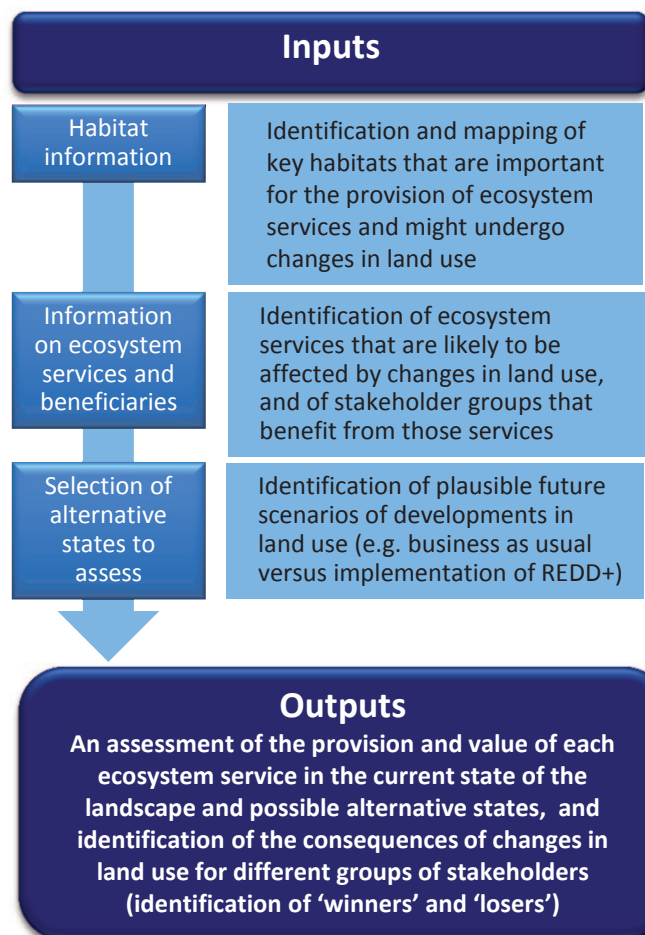 Inputs
Habitat
information
Identification and mapping of
key habitats that are important
for the provision of ecosystem
services and might undergo
changes in land use
Information
on ecosystem
services and
beneficiaries
Identification of ecosystem
services that are likely to be
affected by changes in land use,
and of stakeholder groups that
benefit from those services
Selection of
alternative
states to
assess
Identification of plausible future
scenarios of developments in
land use (e.g. business as usual
versus implementation of REDD+)
Outputs
An assessment of the provision and value of each
ecosystem service in the current state of the
landscape and possible alternative states, and
identification of the consequences of changes in
land use for different groups of stakeholders
(identification of ‘winners’ and ‘losers’)